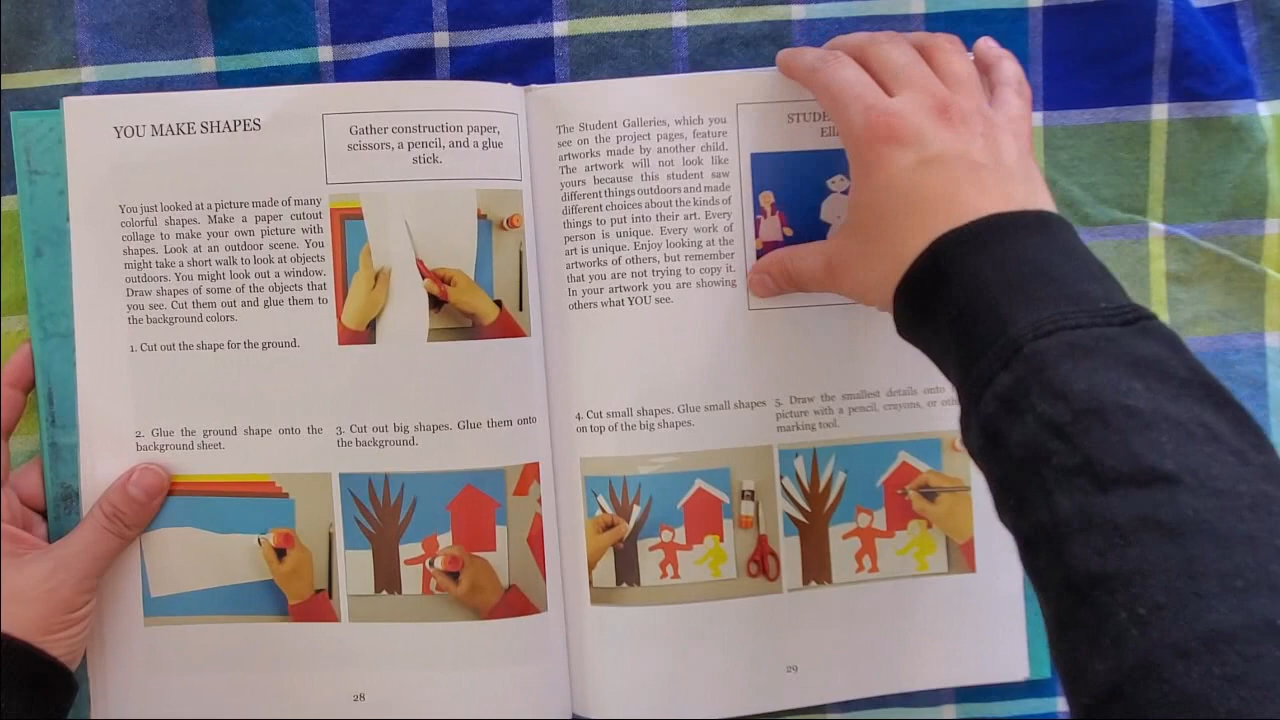 YOU MAKE SHAPES
Gather construction paper,
scissors, a pencil, and a glue
stick.
You just looked at a picture made of many
colorful shapes. Make a paper cutout
collage to make your own picture with
shapes. Look at an outdoor scene. You
might take a short walk to look at objects
outdoors. You might look out a window.
Draw shapes of some of the objects that
you see. Cut them out and glue them to
the background colors.
1. Cut out the shape for the ground.
2. Glue the ground shape onto the
background sheet.
3. Cut out big shapes. Glue them onto
the background.
28
The Student Galleries, which you
see on the project pages, feature
artworks made by another child.
The artwork will not look like
yours because this student saw
different things outdoors and made
different choices about the kinds of
things to put into their art. Every
person is unique. Every work of
art is unique. Enjoy looking at the
artworks of others, but remember
that you are not trying to copy it.
In your artwork you are showing
others what YOU see.
4. Cut small shapes. Glue small shapes
on top of the big shapes.
5. Draw the smallest details onto
picture with a pencil, crayons, or
marking tool.
29